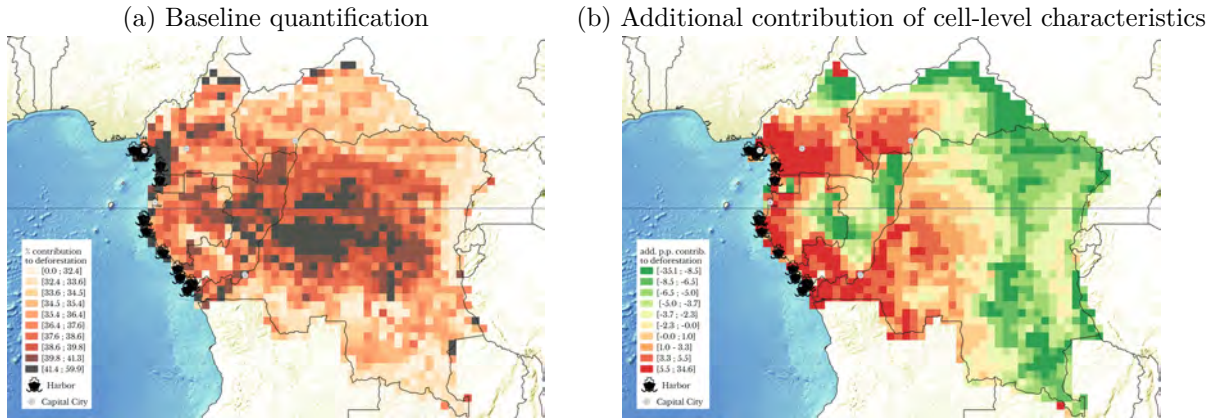 (a) Baseline quantification
(b) Additional contribution of cell-level characteristics
% contribution
to deforestation
[0.0 ; 32.4]
[32.4 ; 33.6]
[33.6 ; 34.5]
[34.5 ; 35.4]
[35.4 ; 36.4]
[36.4 ; 37.6]
[37.6 ; 38.6]
[38.6 ; 39.8]
[39.8 ; 41.3]
[41.4 ; 59.9]
Harbor
Capital City
add. p.p. contrib.
to deforestation
[-35.1 ; -8.5]
[-8.5 ; -6.5]
[-6.5 ; -5.0]
[-5.0 ; -3.7]
[-3.7 ; -2.3]
[-2.3 ; -0.0]
[-0.0 ; 1.0]
[1.0 - 3.3]
[3.3 ; 5.5]
[5.5 ; 34.6]
Harbor
Capital City